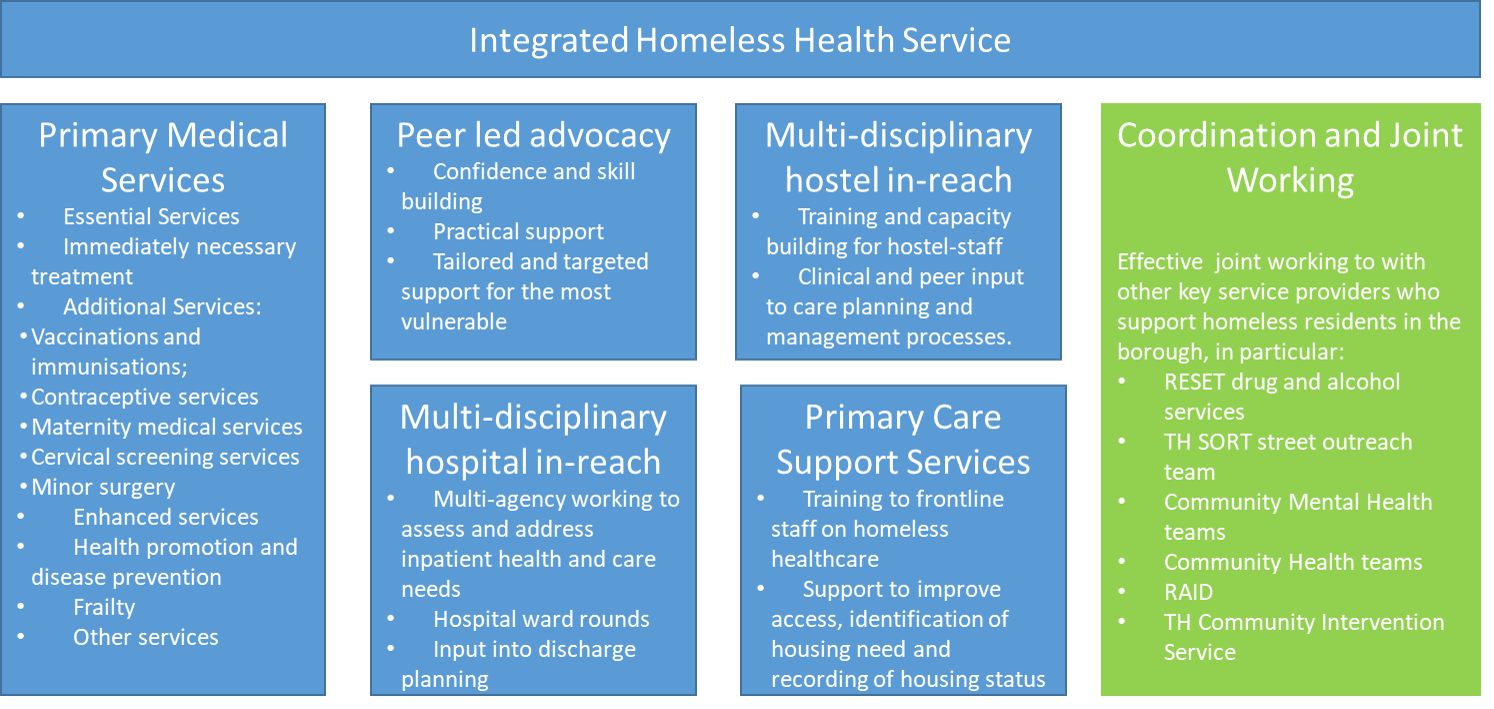 Integrated Homeless Health Service
Primary Medical
Services
• Essential Services
• Immediately necessary
treatment
• Additional Services:
• Vaccinations and
immunisations;
• Contraceptive services
• Maternity medical services
• Cervical screening services
• Minor surgery
• Enhanced services
• Health promotion and
disease prevention
• Frailty
• Other services
Peer led advocacy
• Confidence and skill
building
• Practical support
• Tailored and targeted
support for the most
vulnerable
Multi-disciplinary
hostel in-reach
• Training and capacity
building for hostel-staff
• Clinical and peer input
to care planning and
management processes.
Multi-disciplinary
hospital in-reach
• Multi-agency working to
assess and address
inpatient health and care
needs
• Hospital ward rounds
• Input into discharge
planning
Primary Care
Support Services
• Training to frontline
staff on homeless
healthcare
• Support to improve
access, identification of
housing need and
recording of housing status
Coordination and Joint
Working
Effective joint working to with
other key service providers who
support homeless residents in the
borough, in particular:
• RESET drug and alcohol
services
• TH SORT street outreach
team
• Community Mental Health
teams
• Community Health teams
• RAID
• TH Community Intervention
Service